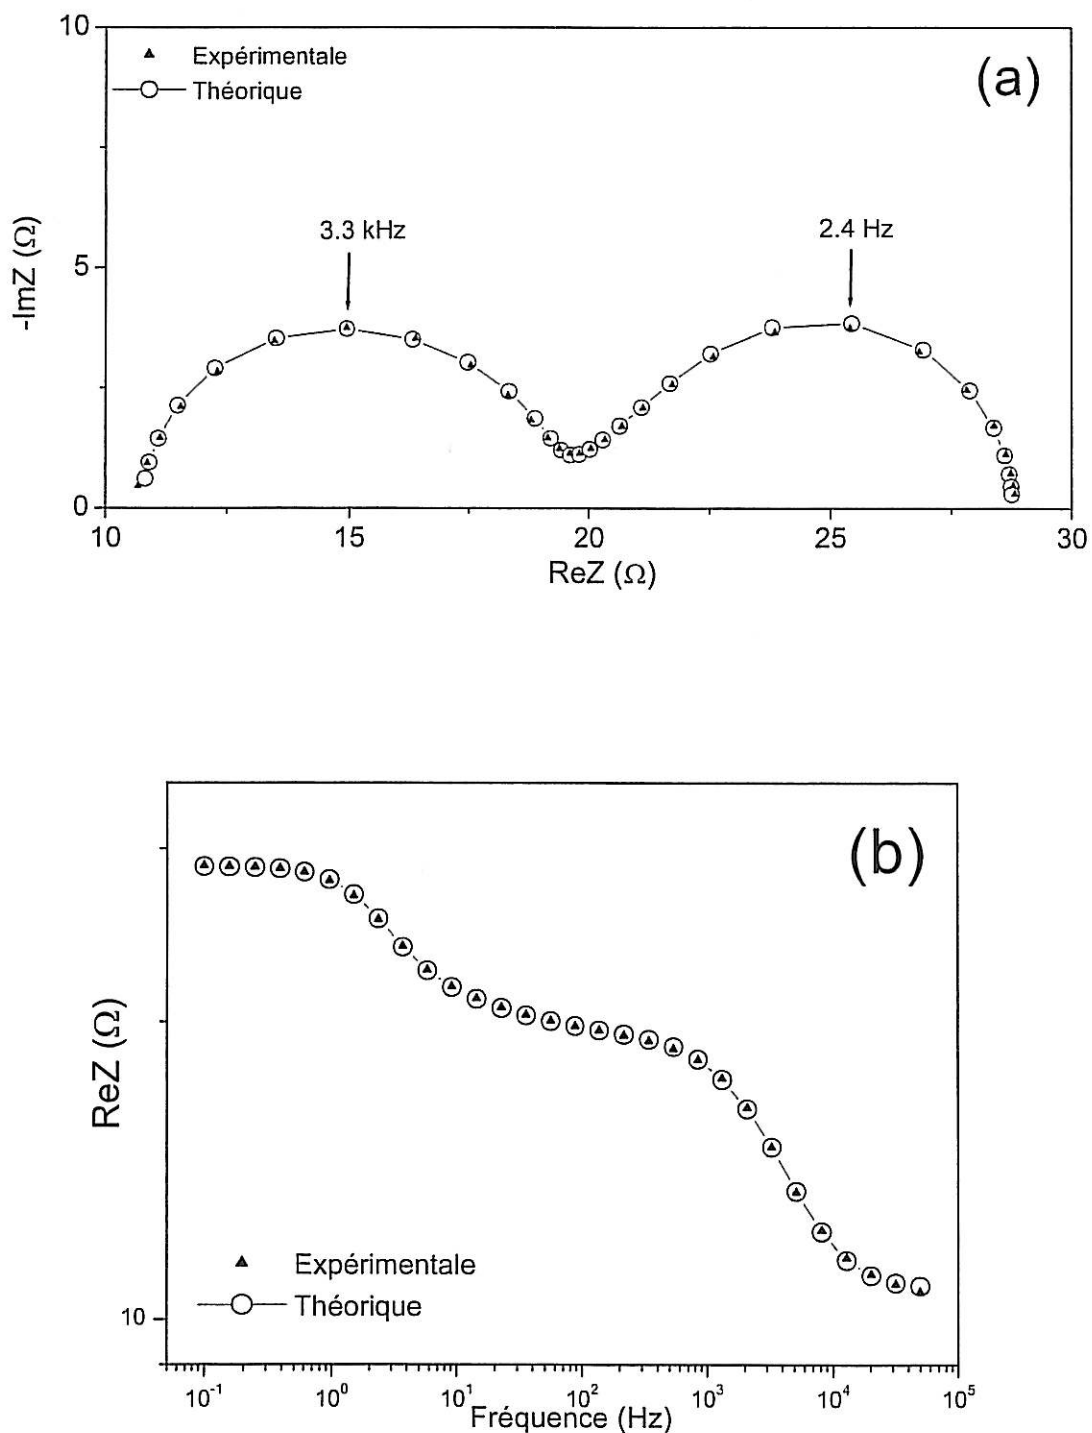 10
Expérimentale
Théorique
(a)
3.3 kHz
2.4 Hz
5
-ImZ (Ω)
0
10 15 20 25 30
ReZ (Ω)
(b)
ReZ (Ω)
Expérimentale
Théorique
10
10⁻¹ 10⁰ 10¹ 10² 10³ 10⁴ 10⁵
Fréquence (Hz)